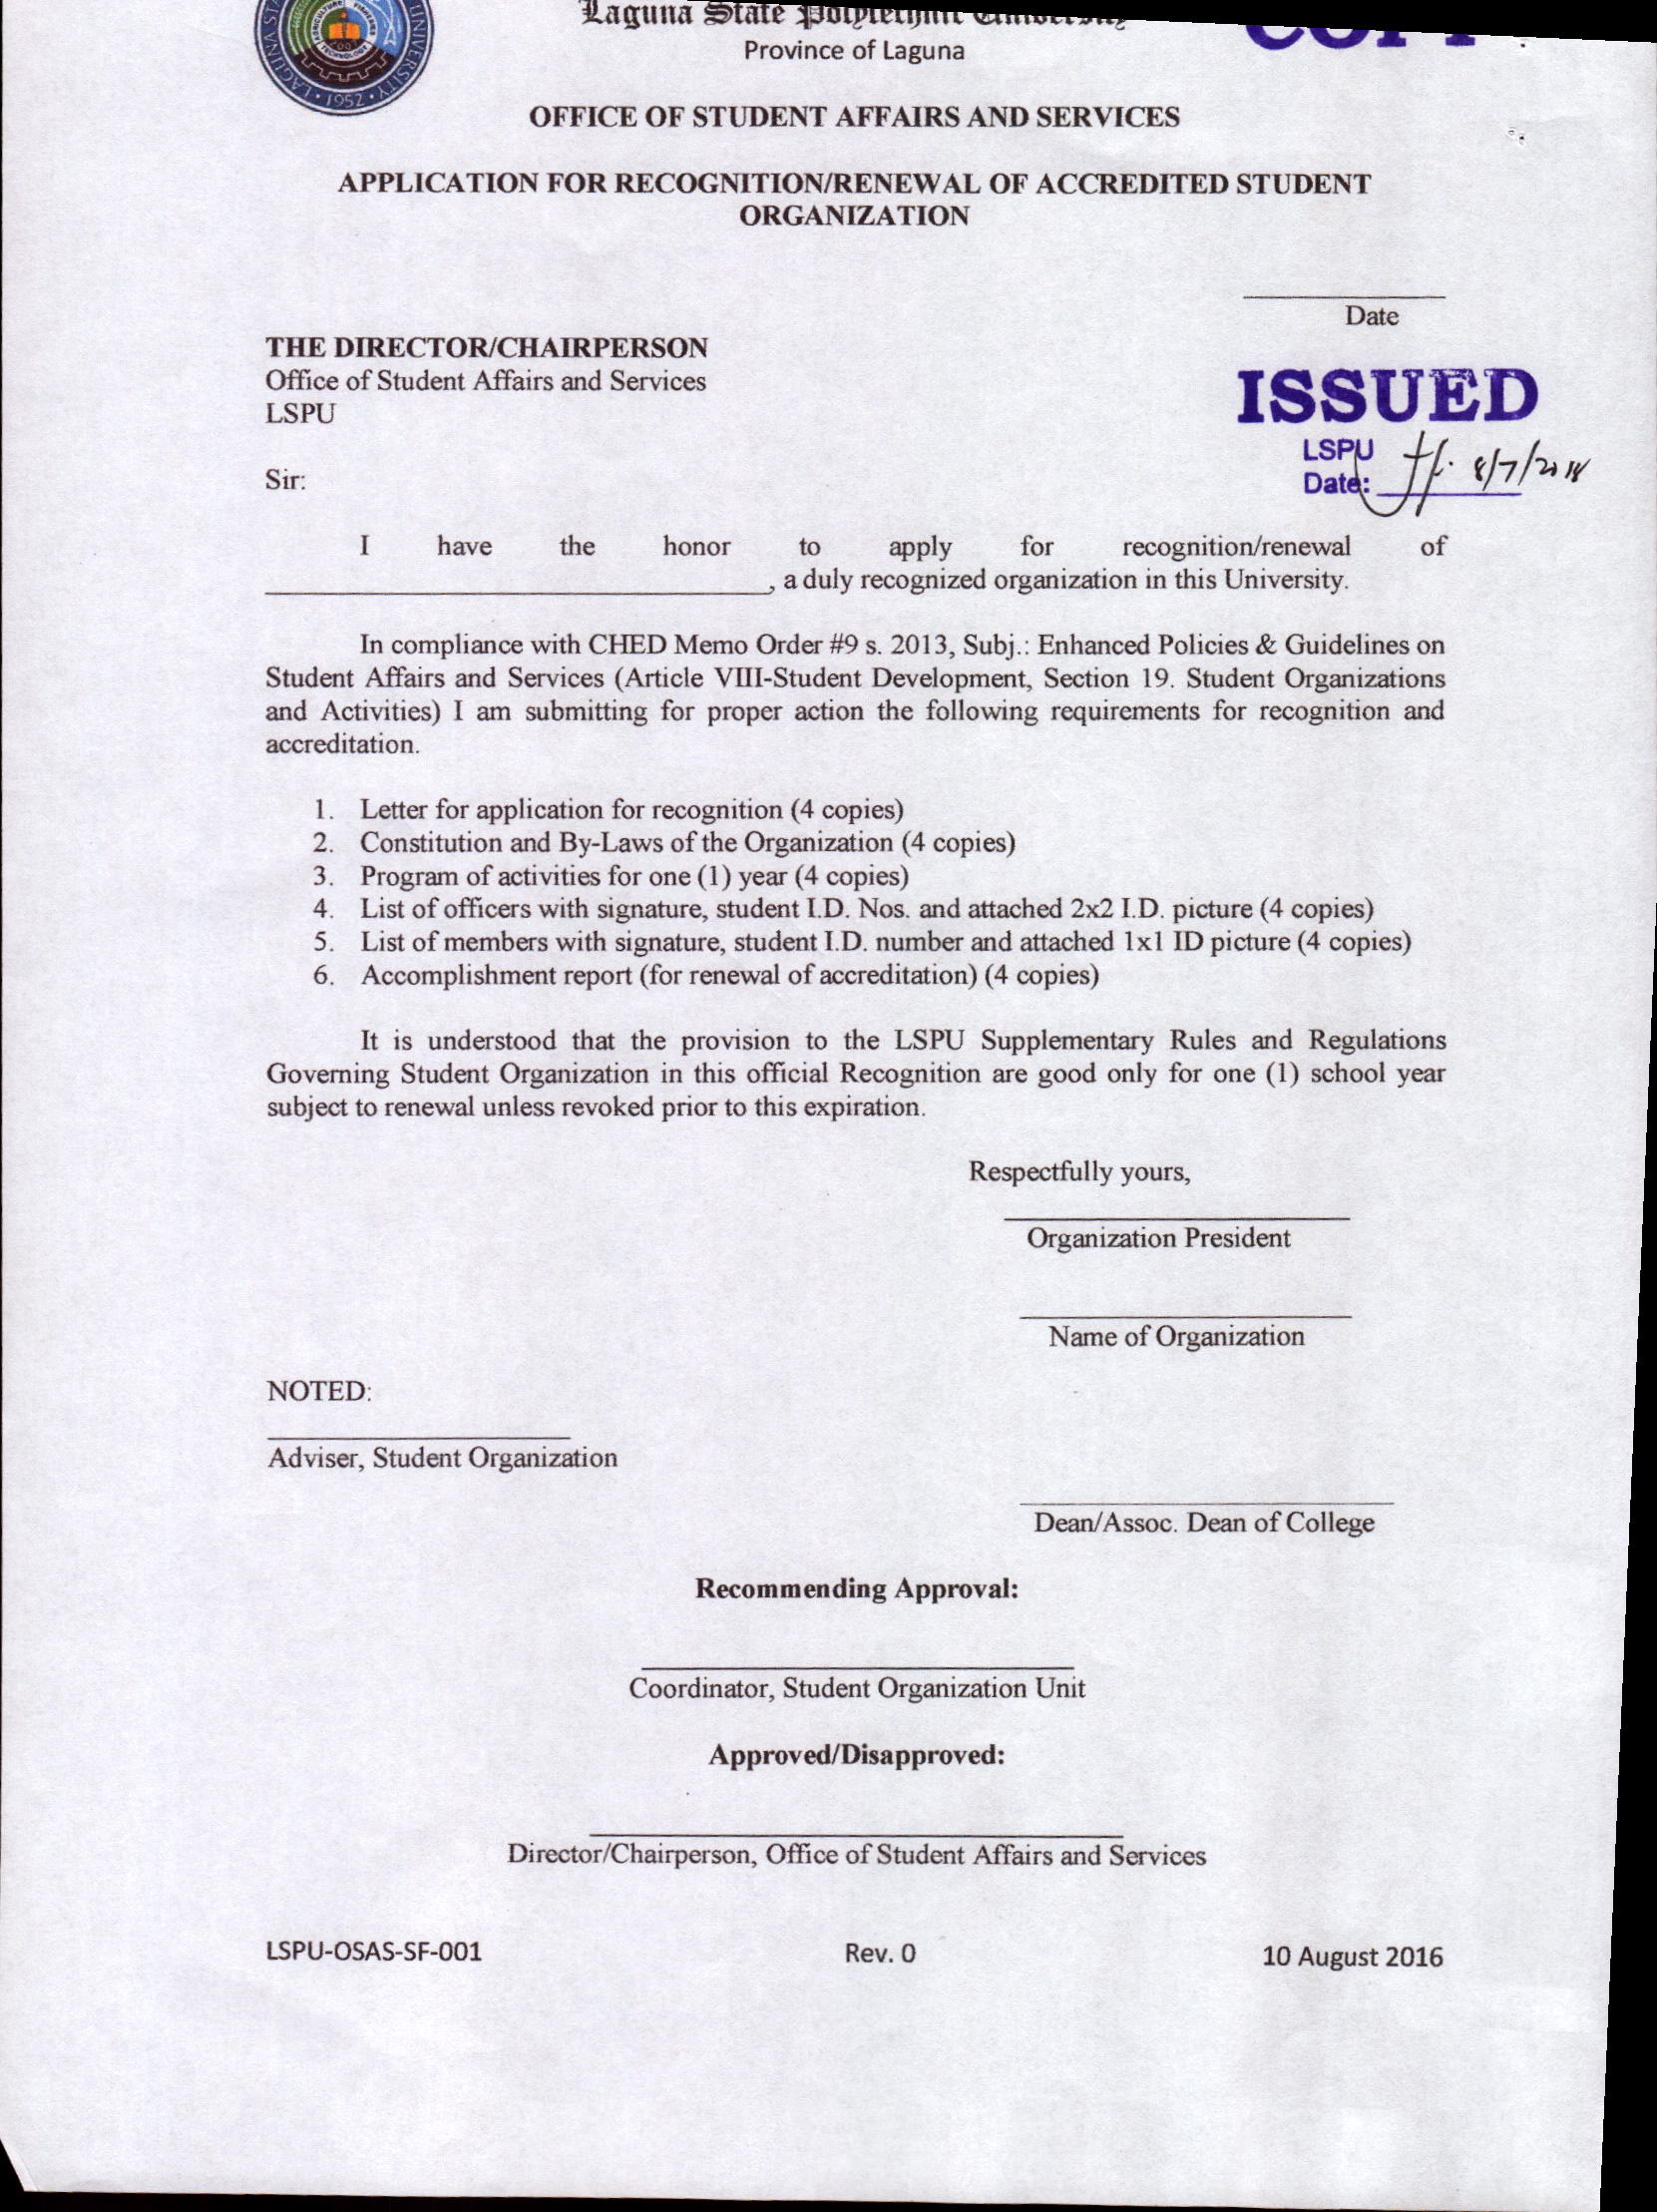 Laguna State Polytechnic University
Province of Laguna
OFFICE OF STUDENT AFFAIRS AND SERVICES
APPLICATION FOR RECOGNITION/RENEWAL OF ACCREDITED STUDENT
ORGANIZATION
Date
THE DIRECTOR/CHAIRPERSON
Office of Student Affairs and Services
LSPU
ISSUED
LSPU
Date: 8/7/2018
Sir:
I have the honor to apply for recognition/renewal of
, a duly recognized organization in this University.
In compliance with CHED Memo Order #9 s. 2013, Subj.: Enhanced Policies & Guidelines on
Student Affairs and Services (Article VIII-Student Development, Section 19. Student Organizations
and Activities) I am submitting for proper action the following requirements for recognition and
accreditation.
1. Letter for application for recognition (4 copies)
2. Constitution and By-Laws of the Organization (4 copies)
3. Program of activities for one (1) year (4 copies)
4. List of officers with signature, student I.D. Nos. and attached 2x2 I.D. picture (4 copies)
5. List of members with signature, student I.D. number and attached 1x1 ID picture (4 copies)
6. Accomplishment report (for renewal of accreditation) (4 copies)
It is understood that the provision to the LSPU Supplementary Rules and Regulations
Governing Student Organization in this official Recognition are good only for one (1) school year
subject to renewal unless revoked prior to this expiration.
Respectfully yours,
Organization President
Name of Organization
NOTED:
Adviser, Student Organization
Dean/Assoc. Dean of College
Recommending Approval:
Coordinator, Student Organization Unit
Approved/Disapproved:
Director/Chairperson, Office of Student Affairs and Services
LSPU-OSAS-SF-001 Rev. 0 10 August 2016